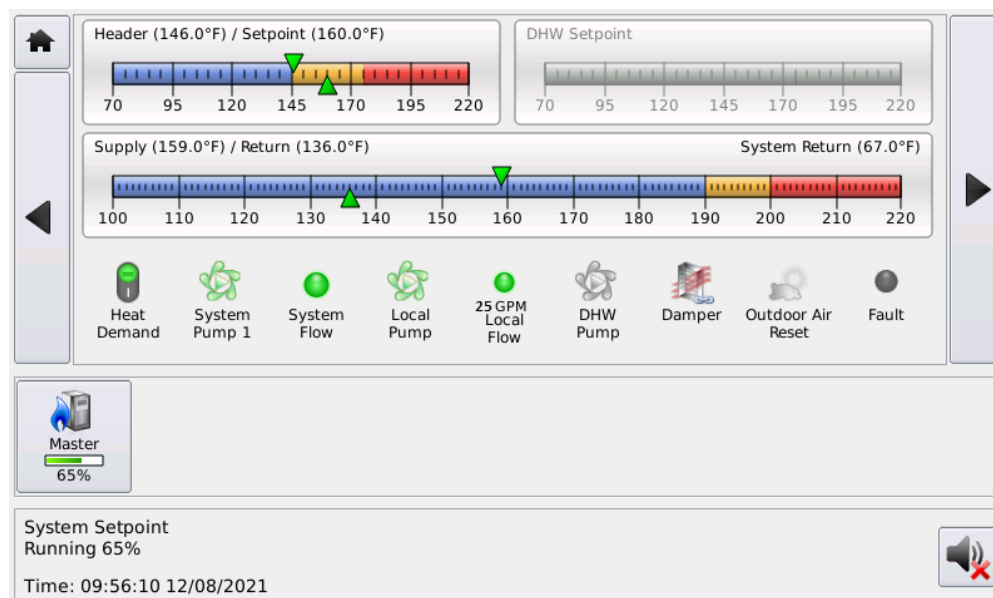 Header (146.0°F) / Setpoint (160.0°F)
70 95 120 145 170 195 220
DHW Setpoint
70 95 120 145 170 195 220
Supply (159.0°F) / Return (136.0°F) System Return (67.0°F)
100 110 120 130 140 150 160 170 180 190 200 210 220
Heat
Demand
System
Pump 1
System
Flow
Local
Pump
25 GPM
Local
Flow
DHW
Pump
Damper
Outdoor Air
Reset
Fault
Master
65%
System Setpoint
Running 65%
Time: 09:56:10 12/08/2021